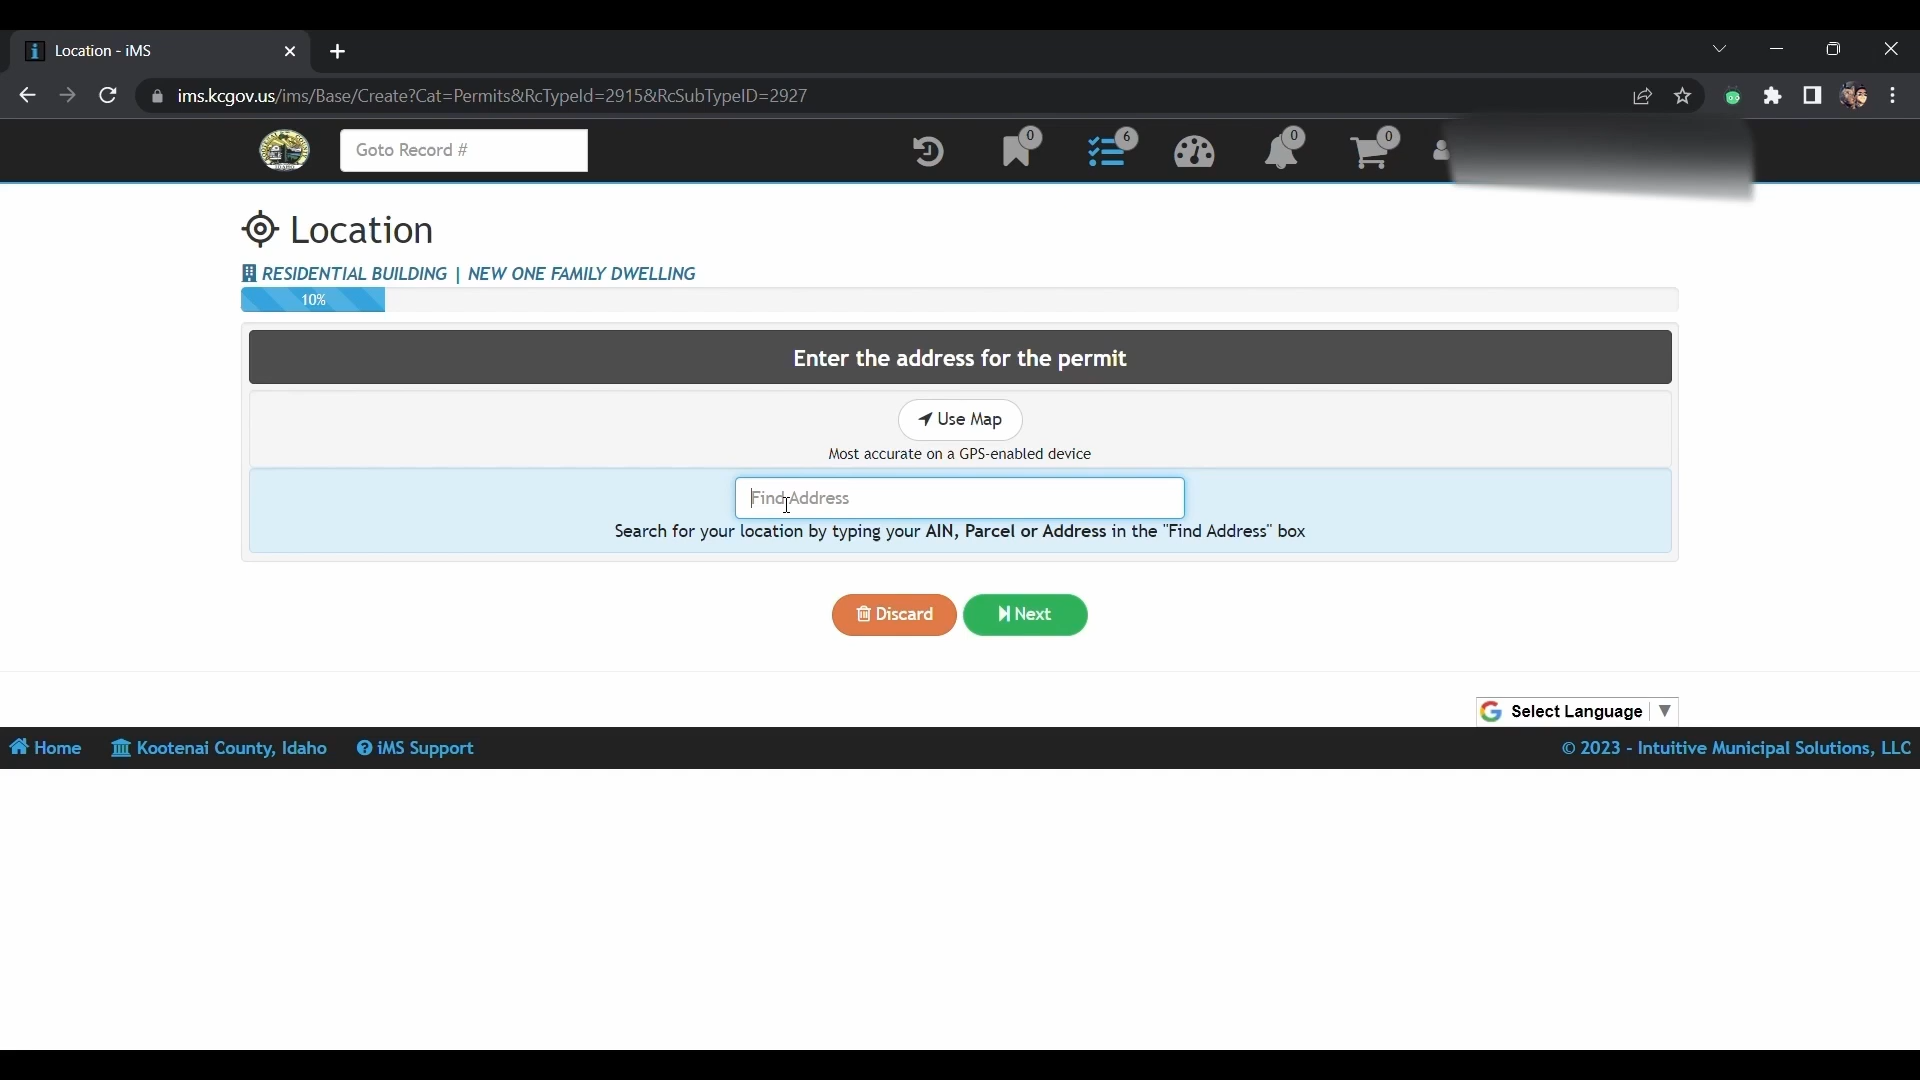 Location - iMS
ims.kcgov.us/ims/Base/Create?Cat=Permits&RcTypeId=2915&RcSubTypeID=2927
Goto Record #
0
6
0
0
Location
RESIDENTIAL BUILDING | NEW ONE FAMILY DWELLING
10%
Enter the address for the permit
Use Map
Most accurate on a GPS-enabled device
Find Address
Search for your location by typing your AIN, Parcel or Address in the "Find Address" box
Discard Next
Select Language
Home Kootenai County, Idaho iMS Support © 2023 - Intuitive Municipal Solutions, LLC